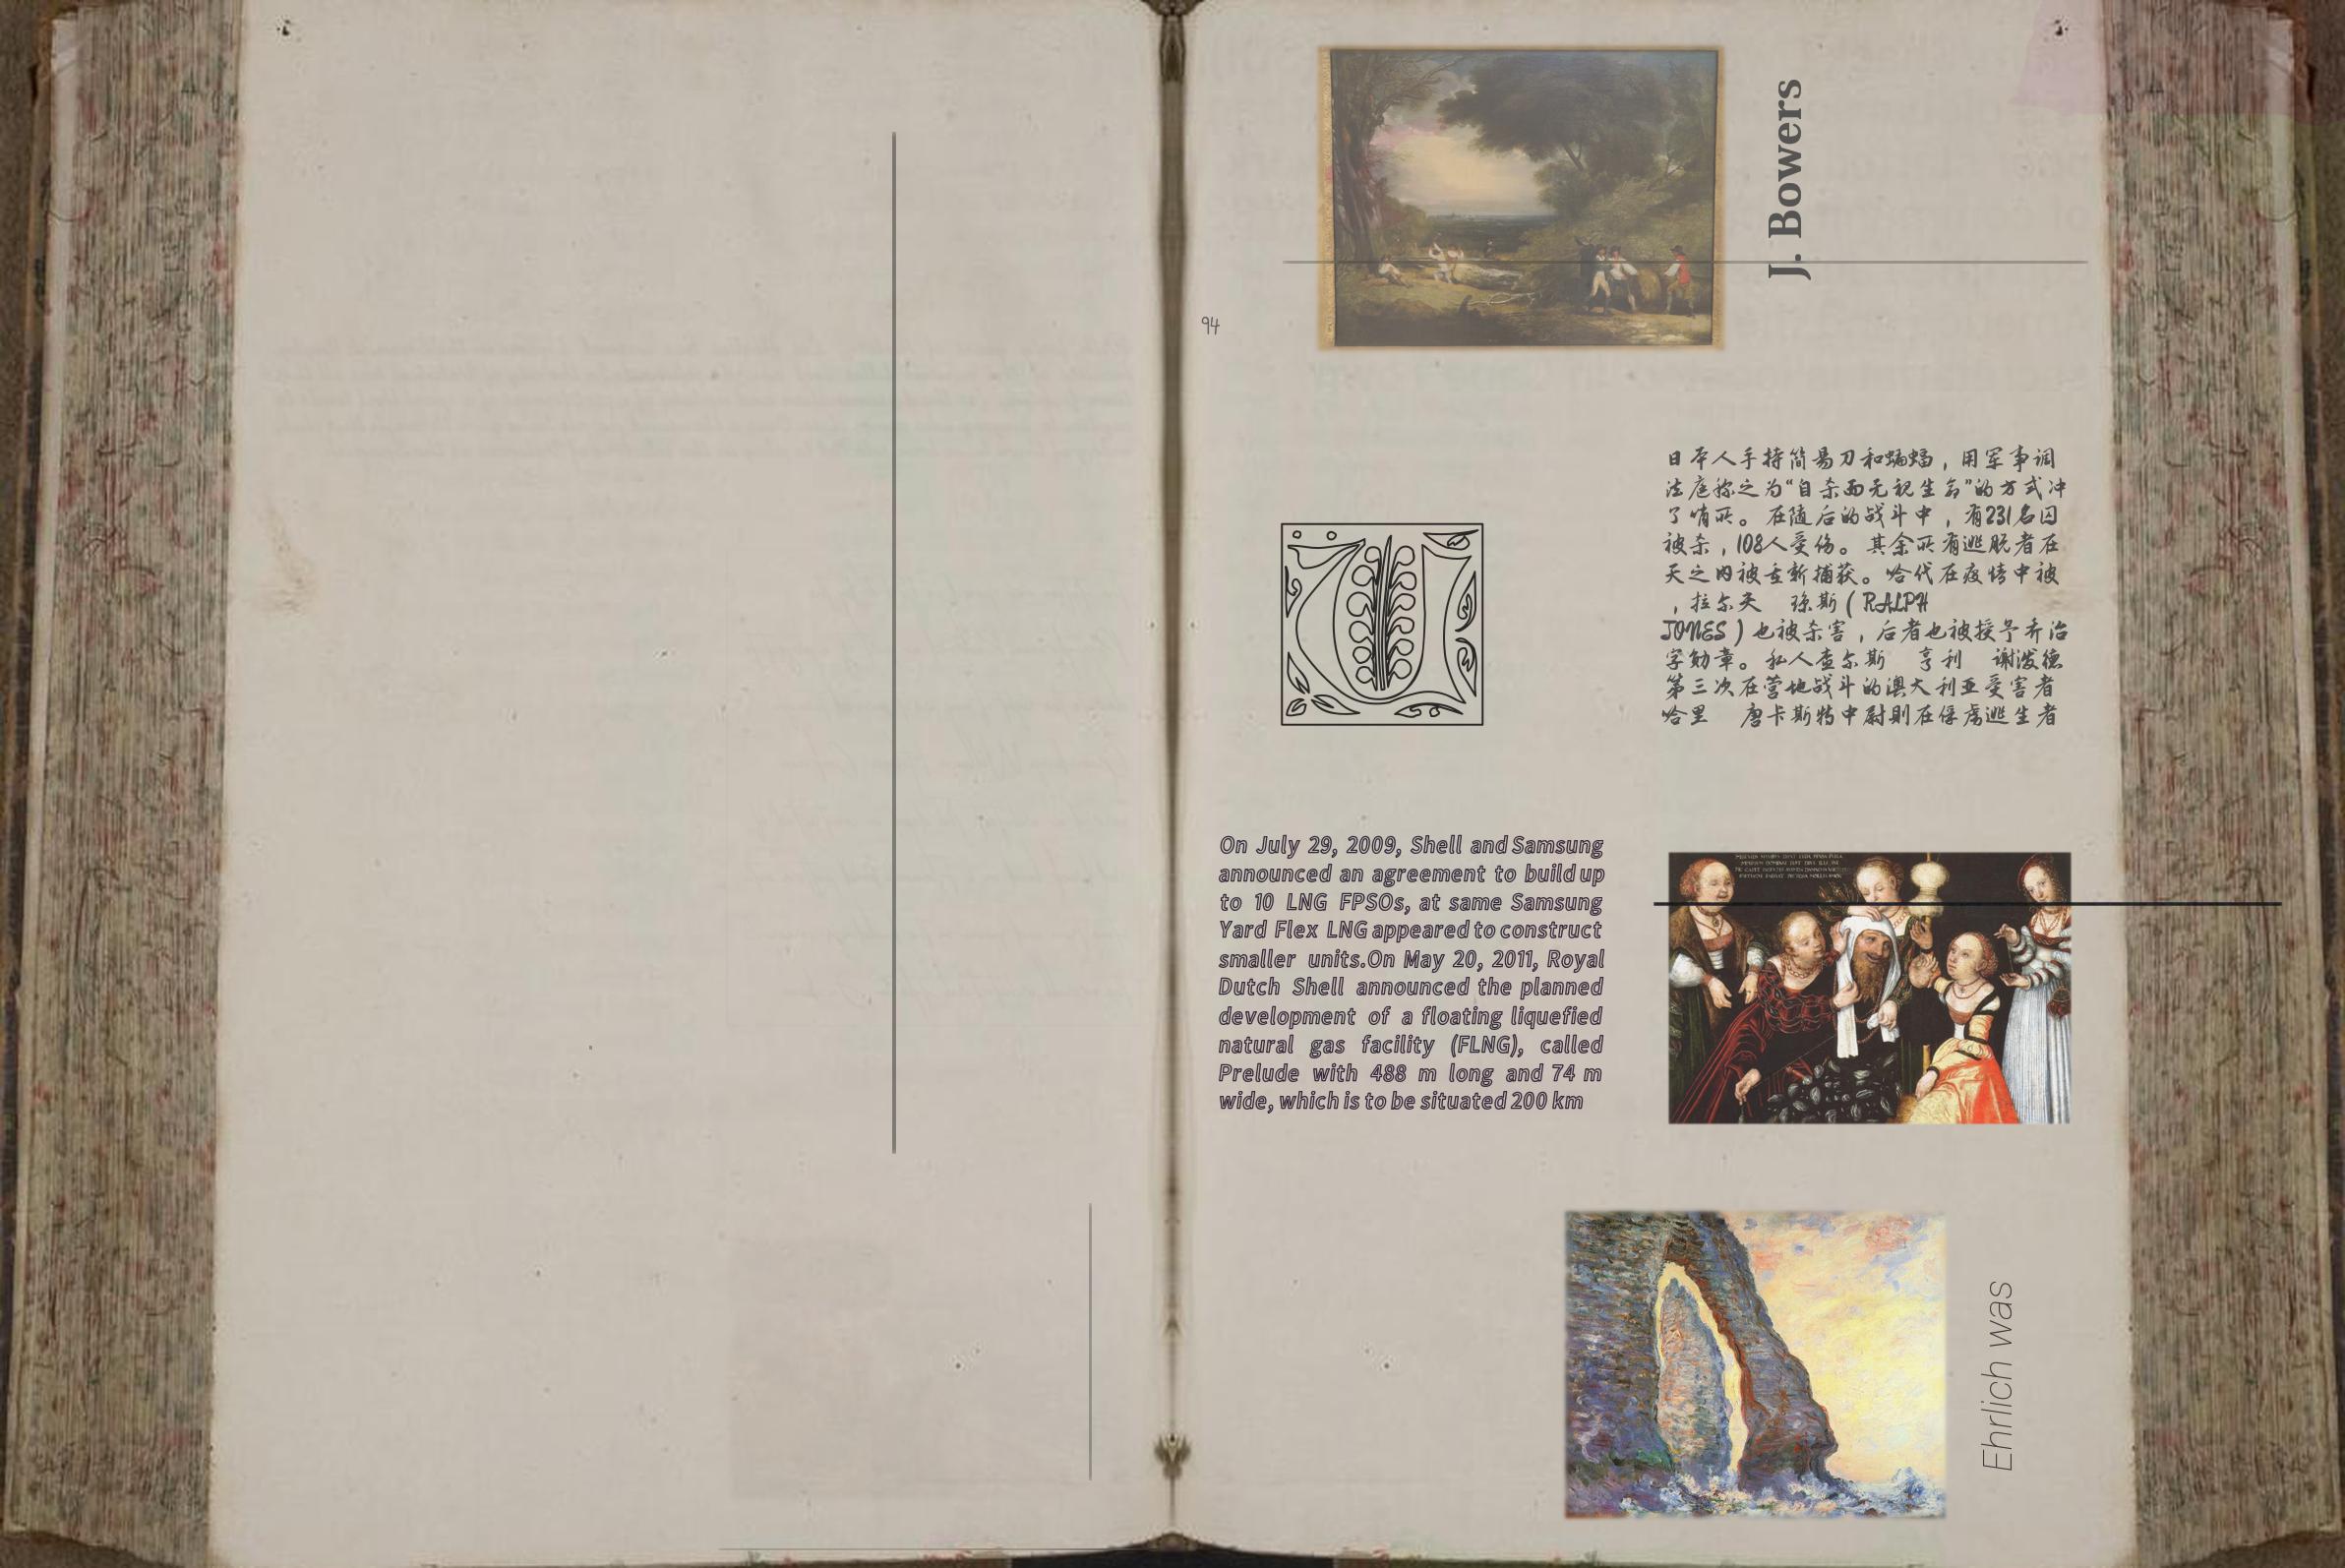 J. Bowers
94
日本人手持简易刀和蝙蝠，用军事调
法庭称之为“自杀而无视生命”的方式冲
了哨所。在随后的战斗中，有231名囚
被杀，108人受伤。其余所有逃脱者在
天之内被重新捕获。哈代在疫情中被
，拉尔夫 琼斯(RALPH
JONES)也被杀害，后者也被授予乔治
字勋章。私人查尔斯 亨利 谢泼德
第三次在营地战斗的澳大利亚受害者
哈里 唐卡斯特中尉则在俘虏逃生者
U
On July 29, 2009, Shell and Samsung
announced an agreement to build up
to 10 LNG FPSOs, at same Samsung
Yard Flex LNG appeared to construct
smaller units.On May 20, 2011, Royal
Dutch Shell announced the planned
development of a floating liquefied
natural gas facility (FLNG), called
Prelude with 488 m long and 74 m
wide, which is to be situated 200 km
Ehrlich was